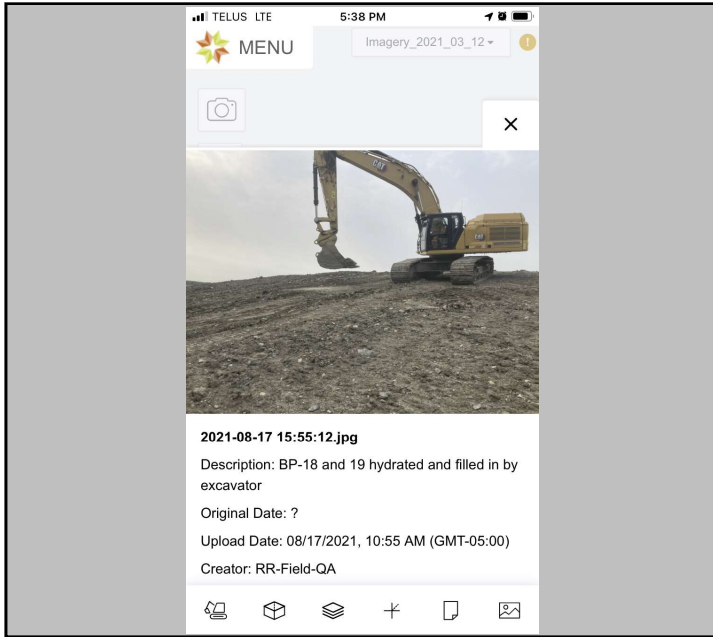 TELUS LTE 5:38 PM
MENU Imagery_2021_03_12
!
CAT
CAT
2021-08-17 15:55:12.jpg
Description: BP-18 and 19 hydrated and filled in by
excavator
Original Date: ?
Upload Date: 08/17/2021, 10:55 AM (GMT-05:00)
Creator: RR-Field-QA